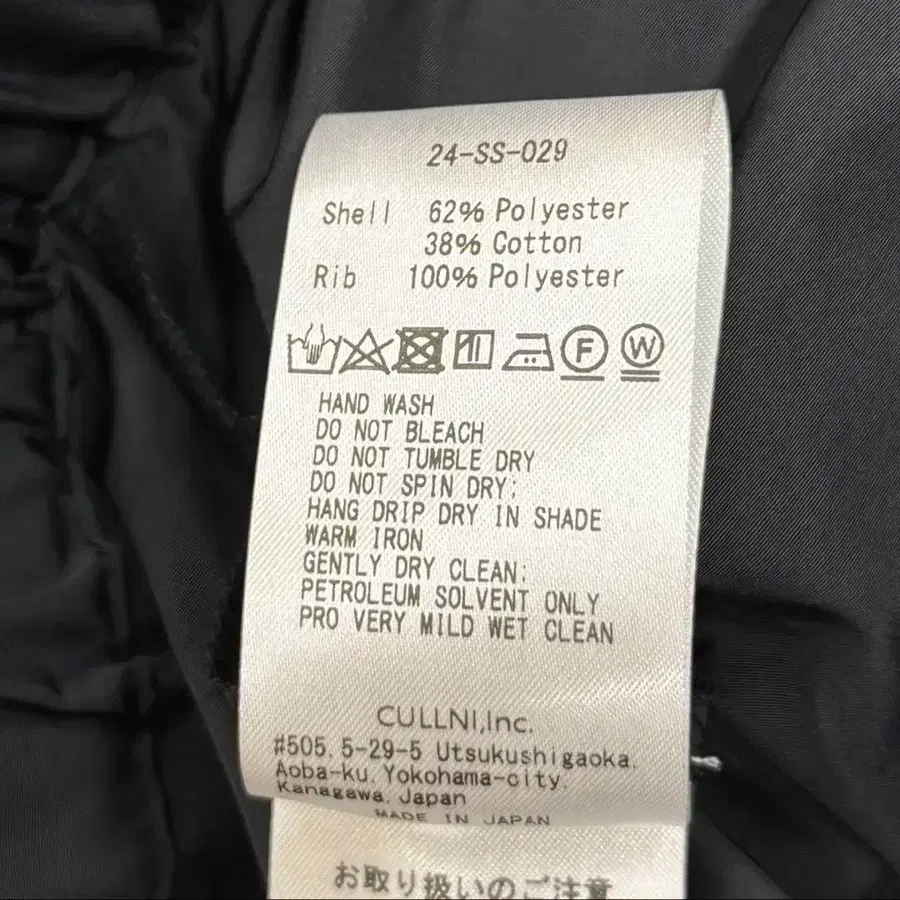 24-SS-029
Shell 62% Polyester
38% Cotton
Rib 100% Polyester
F W
HAND WASH
DO NOT BLEACH
DO NOT TUMBLE DRY
DO NOT SPIN DRY;
HANG DRIP DRY IN SHADE
WARM IRON
GENTLY DRY CLEAN;
PETROLEUM SOLVENT ONLY
PRO VERY MILD WET CLEAN
CULLNI,Inc.
#505, 5-29-5 Utsukushigaoka,
Aoba-ku, Yokohama-city,
Kanagawa, Japan
MADE IN JAPAN
お取り扱いのご注意